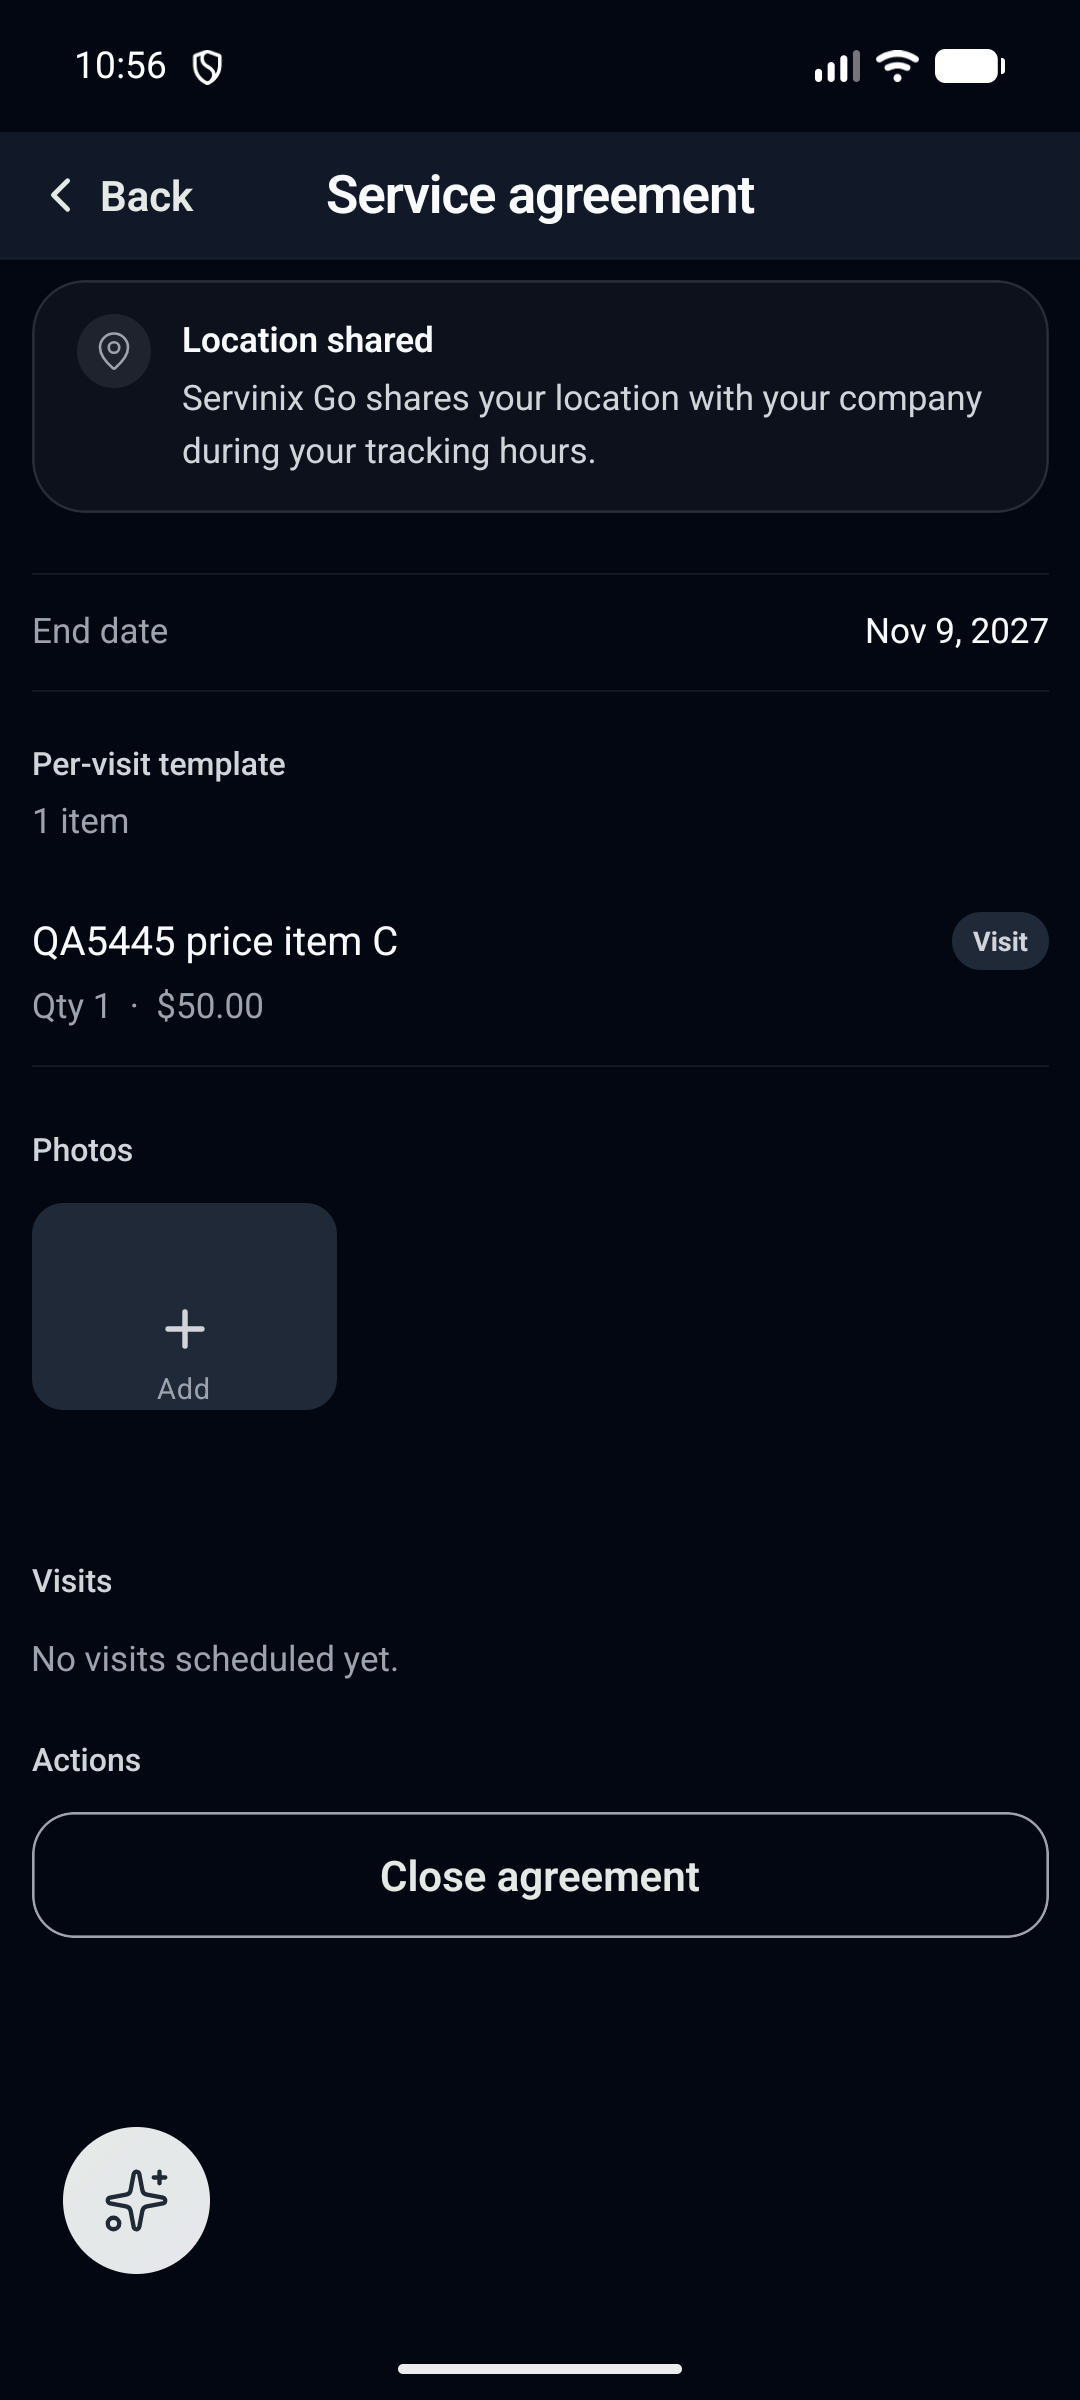 10:56
Back
Service agreement
Location shared
Servinix Go shares your location with your company
during your tracking hours.
End date
Nov 9, 2027
Per-visit template
1 item
QA5445 price item C
Visit
Qty 1 · $50.00
Photos
Add
Visits
No visits scheduled yet.
Actions
Close agreement